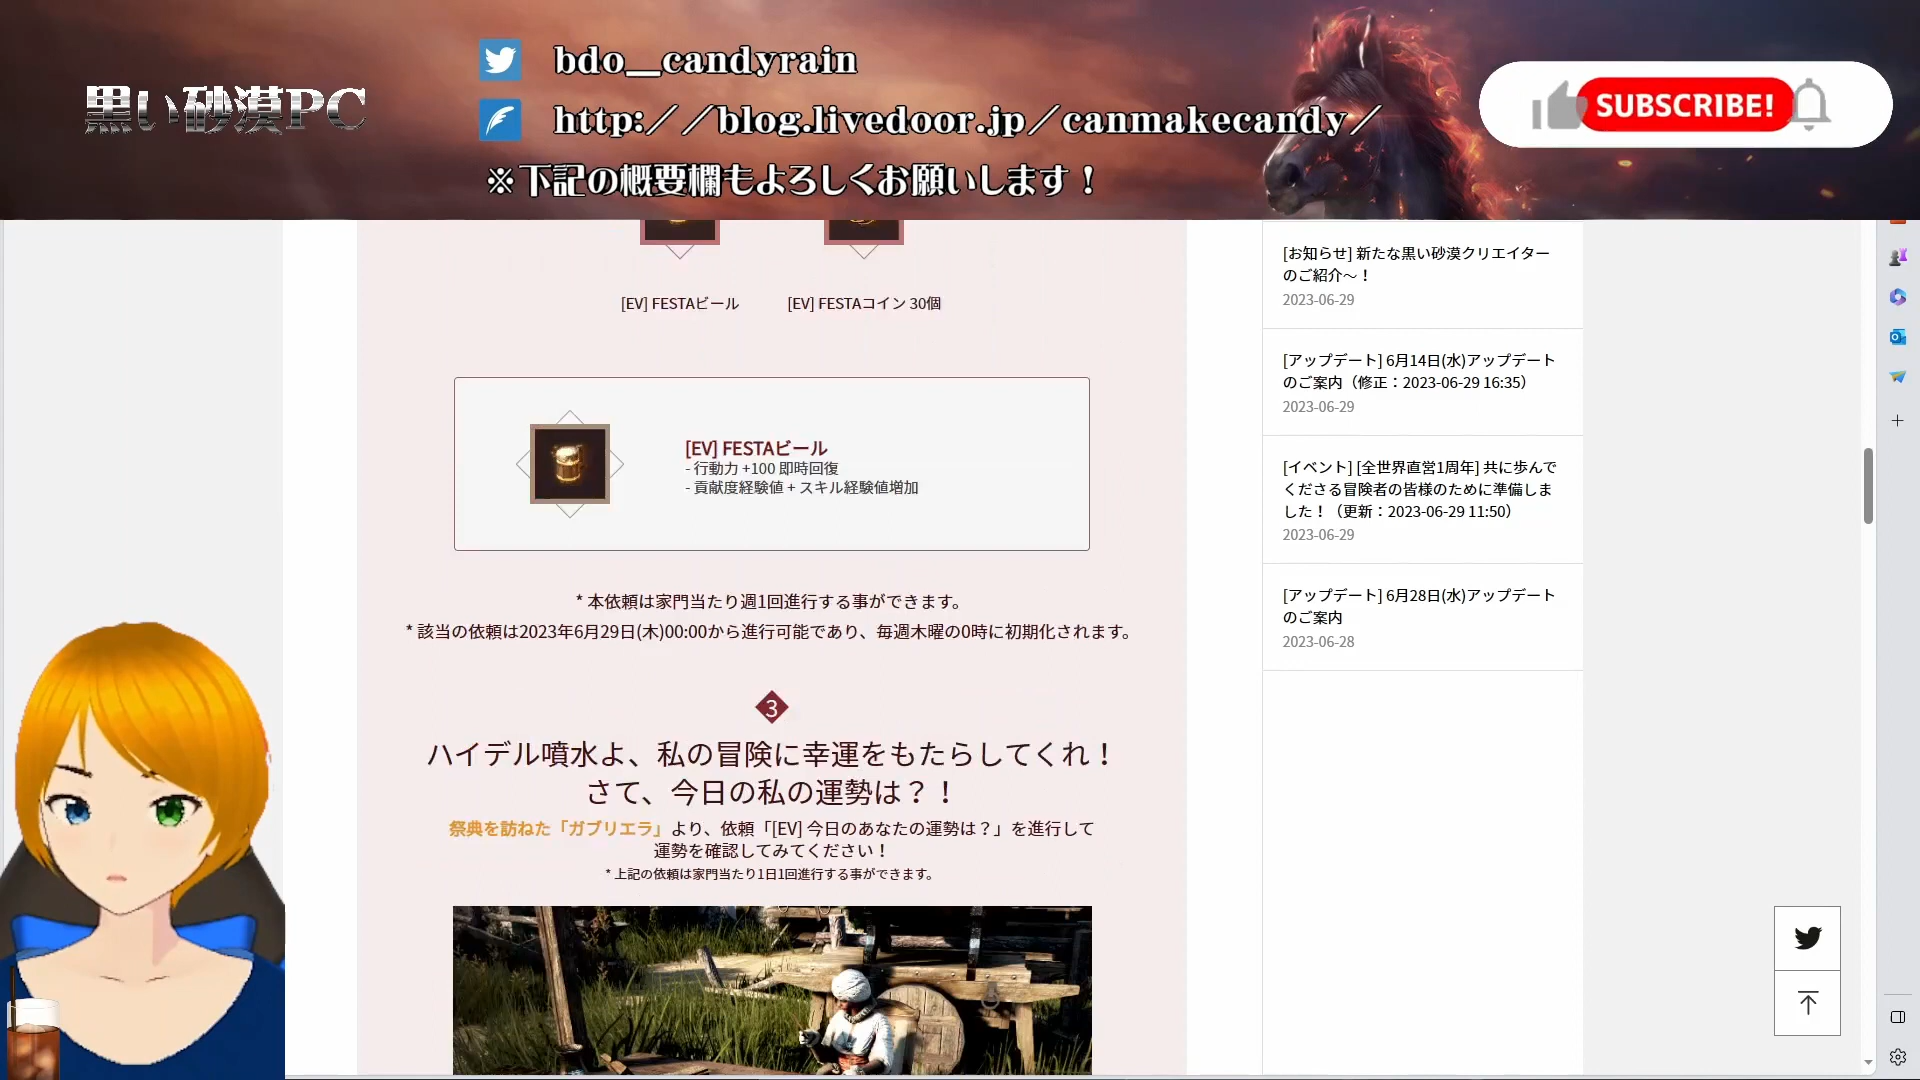 黒い砂漠PC
bdo__candyrain
http://blog.livedoor.jp/canmakecandy/
※下記の概要欄もよろしくお願いします！
SUBSCRIBE!
[EV] FESTAビール
[EV] FESTAコイン 30個
[EV] FESTAビール
- 行動力 +100 即時回復
- 貢献度経験値 + スキル経験値増加
* 本依頼は家門当たり週1回進行する事ができます。
* 該当の依頼は2023年6月29日(木)00:00から進行可能であり、毎週木曜の0時に初期化されます。
3
ハイデル噴水よ、私の冒険に幸運をもたらしてくれ！
さて、今日の私の運勢は？！
祭典を訪ねた「ガブリエラ」より、依頼「[EV] 今日のあなたの運勢は？」を進行して
運勢を確認してみてください！
* 上記の依頼は家門当たり1日1回進行する事ができます。
[お知らせ] 新たな黒い砂漠クリエイター
のご紹介～！
2023-06-29
[アップデート] 6月14日(水)アップデート
のご案内（修正：2023-06-29 16:35）
2023-06-29
[イベント] [全世界直営1周年] 共に歩んで
くださる冒険者の皆様のために準備しま
した！（更新：2023-06-29 11:50）
2023-06-29
[アップデート] 6月28日(水)アップデート
のご案内
2023-06-28